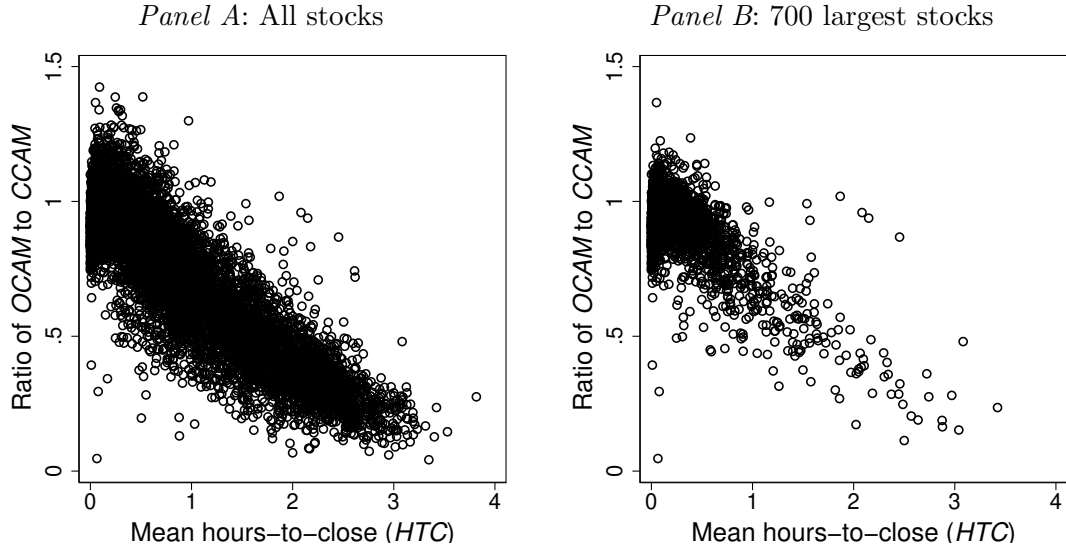 Panel A: All stocks
1.5
1
.5
0
Ratio of OCAM to CCAM
0 1 2 3 4
Mean hours−to−close (HTC)
Panel B: 700 largest stocks
1.5
1
.5
0
Ratio of OCAM to CCAM
0 1 2 3 4
Mean hours−to−close (HTC)